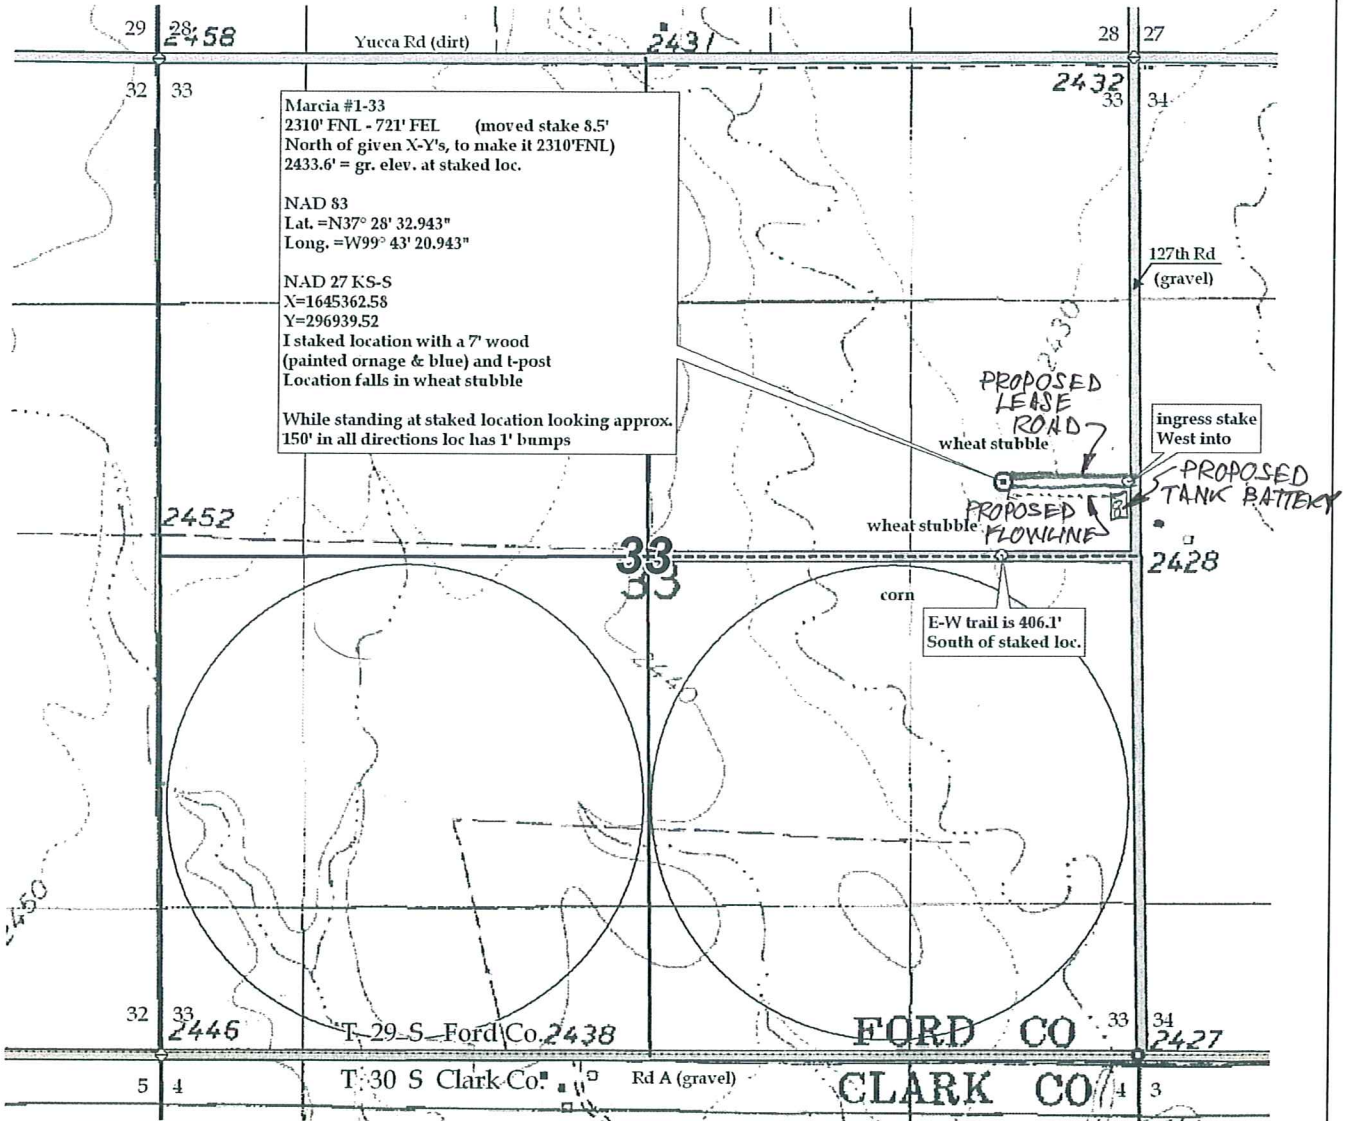 29 28
2458
Yucca Rd (dirt)
2431
28 27
2432
32 33
33 34
Marcia #1-33
2310' FNL - 721' FEL (moved stake 8.5'
North of given X-Y's, to make it 2310'FNL)
2433.6' = gr. elev. at staked loc.
NAD 83
Lat. =N37° 28' 32.943"
Long. =W99° 43' 20.943"
NAD 27 KS-S
X=1645362.58
Y=296939.52
I staked location with a 7' wood
(painted ornage & blue) and t-post
Location falls in wheat stubble
While standing at staked location looking approx.
150' in all directions loc has 1' bumps
127th Rd
(gravel)
2430
PROPOSED
LEASE
ROAD
wheat stubble
ingress stake
West into
PROPOSED
TANK BATTERY
PROPOSED
FLOWLINE
wheat stubble
2452
33
33
2428
corn
E-W trail is 406.1'
South of staked loc.
2440
2450
32 33
2446
T 29 S Ford Co.
2438
FORD CO
33 34
2427
5 4
T 30 S Clark Co.
Rd A (gravel)
CLARK CO
4 3